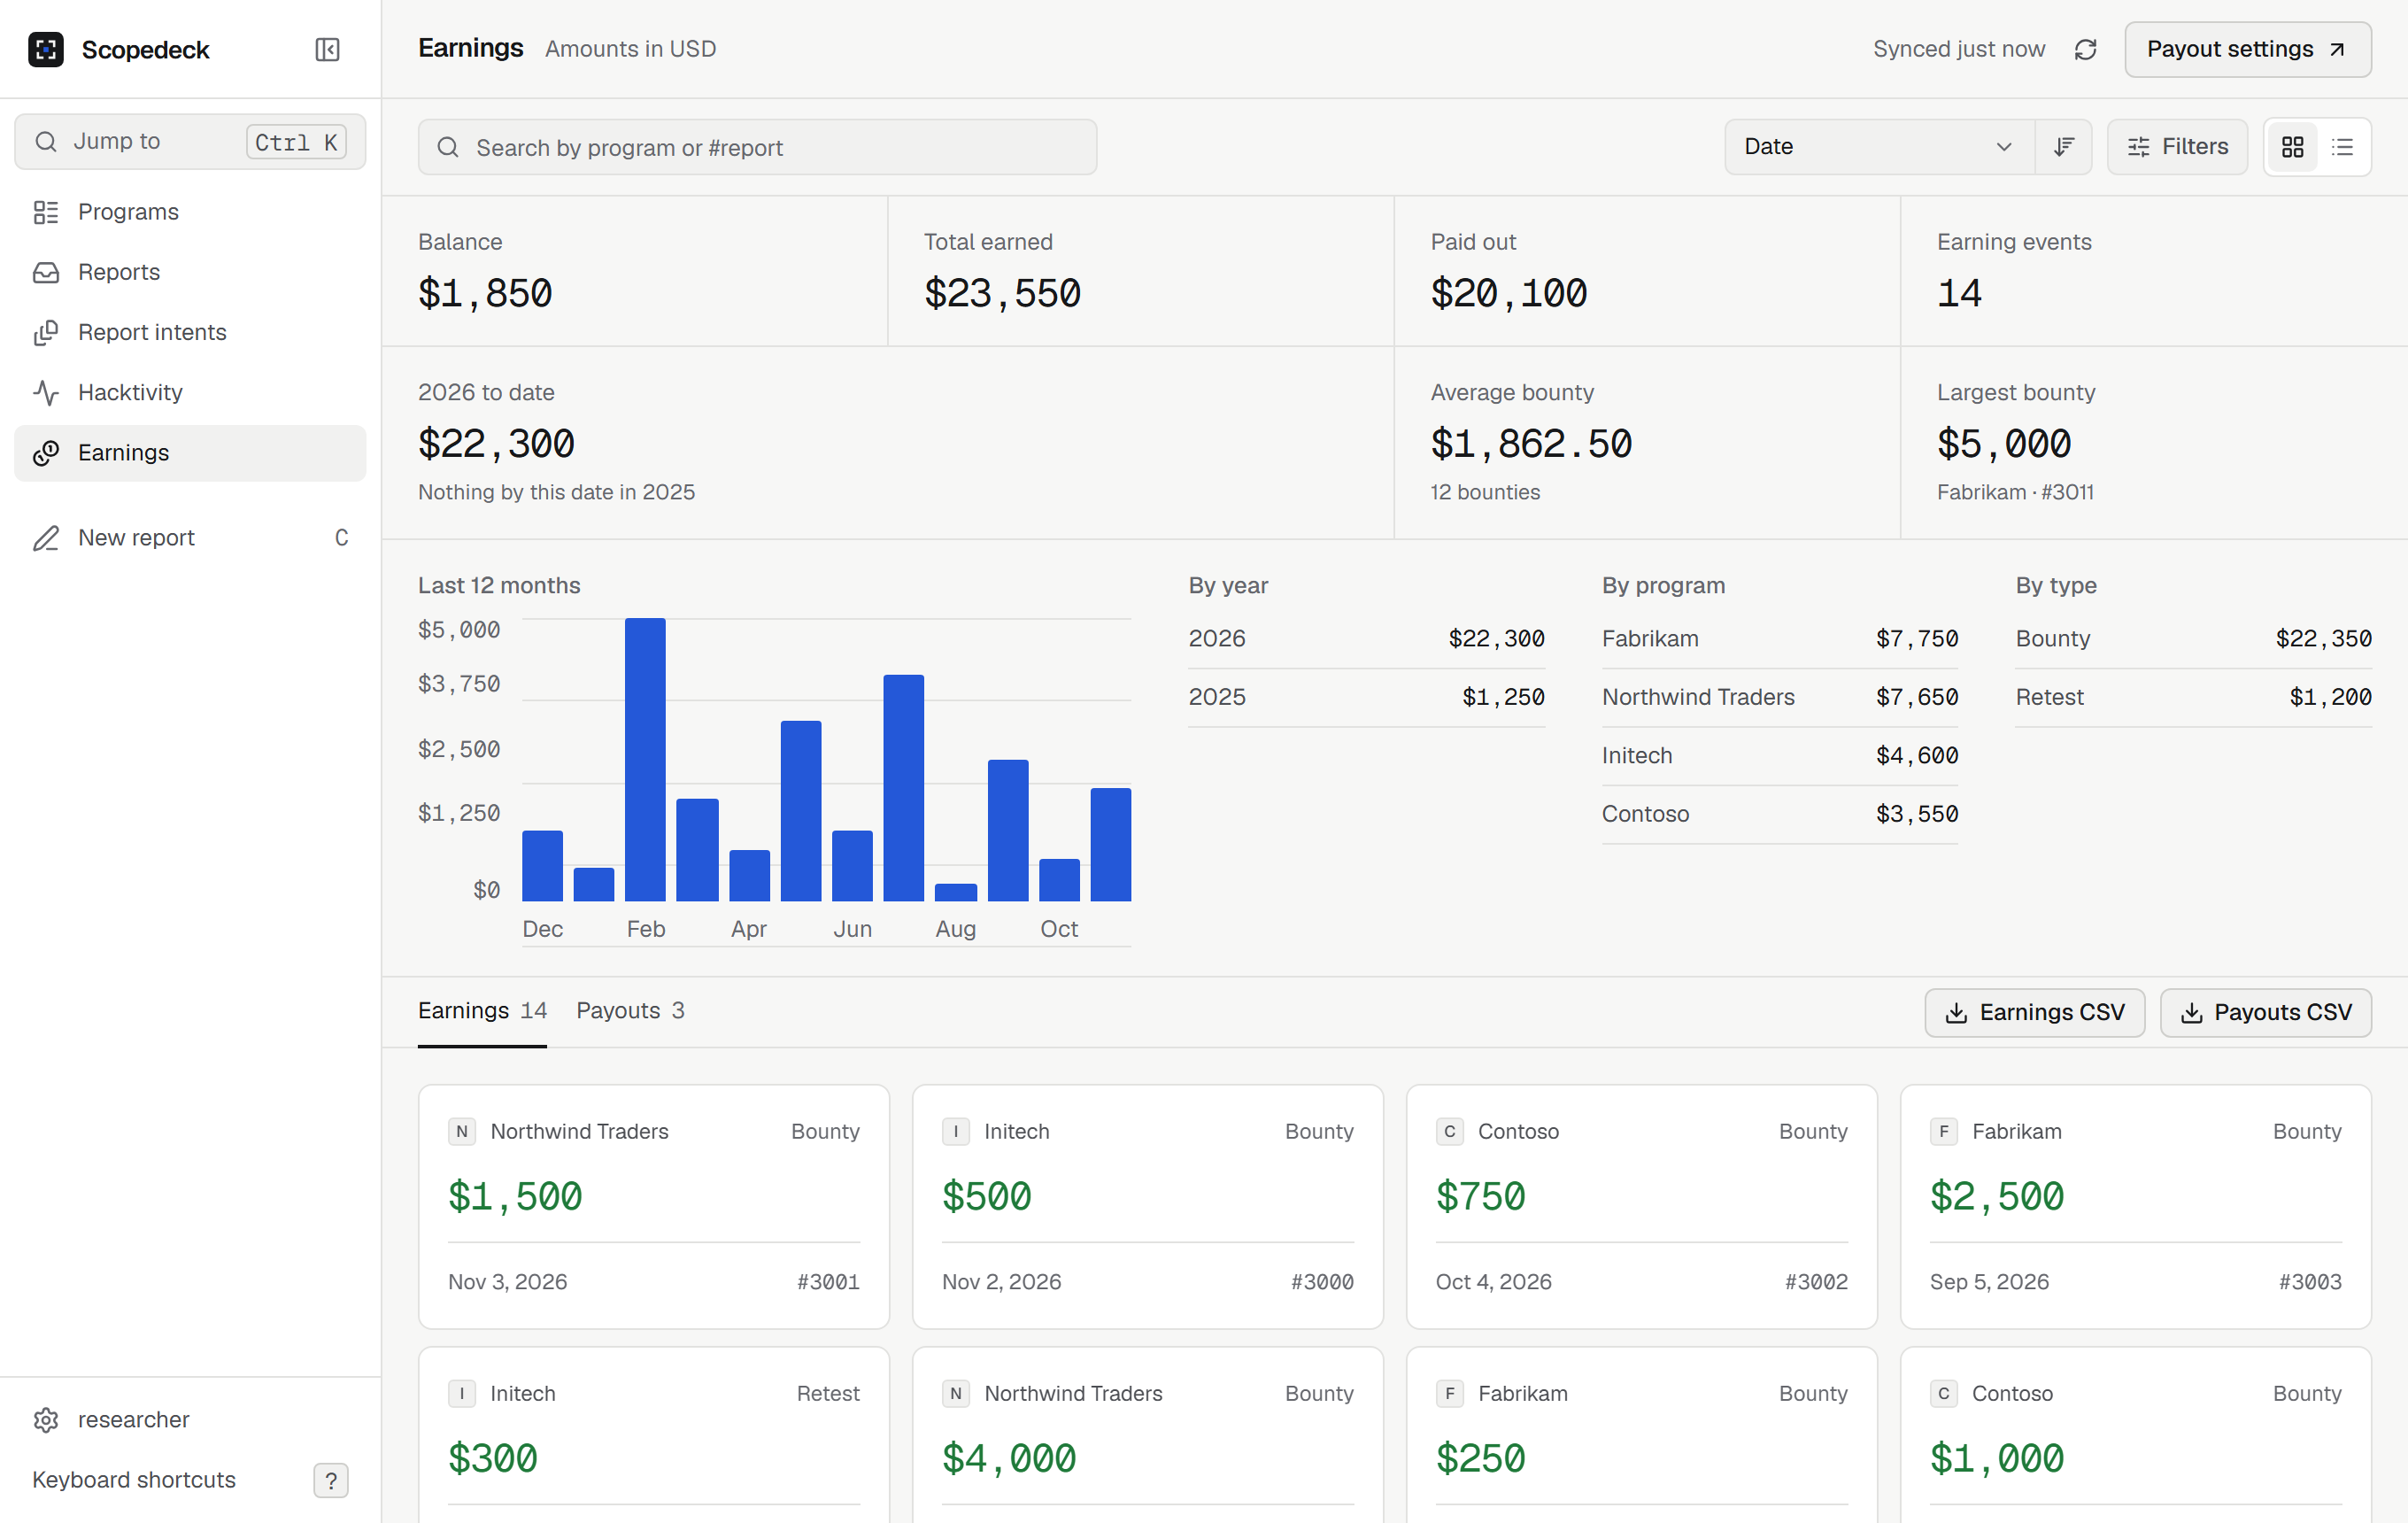 Scopedeck
Jump to Ctrl K
Programs
Reports
Report intents
Hacktivity
Earnings
New report C
researcher
Keyboard shortcuts ?
Earnings Amounts in USD
Synced just now
Payout settings
Search by program or #report
Date
Filters
Balance
$1,850
Total earned
$23,550
Paid out
$20,100
Earning events
14
2026 to date
$22,300
Nothing by this date in 2025
Average bounty
$1,862.50
12 bounties
Largest bounty
$5,000
Fabrikam · #3011
Last 12 months
$5,000
$3,750
$2,500
$1,250
$0
Dec Feb Apr Jun Aug Oct
By year
2026 $22,300
2025 $1,250
By program
Fabrikam $7,750
Northwind Traders $7,650
Initech $4,600
Contoso $3,550
By type
Bounty $22,350
Retest $1,200
Earnings 14 Payouts 3
Earnings CSV
Payouts CSV
N Northwind Traders Bounty
$1,500
Nov 3, 2026 #3001
I Initech Bounty
$500
Nov 2, 2026 #3000
C Contoso Bounty
$750
Oct 4, 2026 #3002
F Fabrikam Bounty
$2,500
Sep 5, 2026 #3003
I Initech Retest
$300
N Northwind Traders Bounty
$4,000
F Fabrikam Bounty
$250
C Contoso Bounty
$1,000